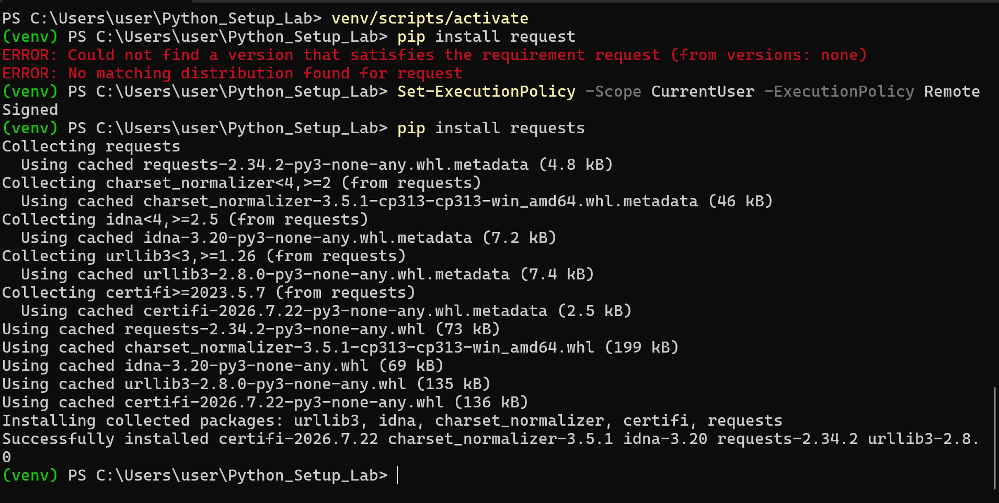 PS C:\Users\user\Python_Setup_Lab> venv/scripts/activate
(venv) PS C:\Users\user\Python_Setup_Lab> pip install request
ERROR: Could not find a version that satisfies the requirement request (from versions: none)
ERROR: No matching distribution found for request
(venv) PS C:\Users\user\Python_Setup_Lab> Set-ExecutionPolicy -Scope CurrentUser -ExecutionPolicy Remote
Signed
(venv) PS C:\Users\user\Python_Setup_Lab> pip install requests
Collecting requests
  Using cached requests-2.34.2-py3-none-any.whl.metadata (4.8 kB)
Collecting charset_normalizer<4,>=2 (from requests)
  Using cached charset_normalizer-3.5.1-cp313-cp313-win_amd64.whl.metadata (46 kB)
Collecting idna<4,>=2.5 (from requests)
  Using cached idna-3.20-py3-none-any.whl.metadata (7.2 kB)
Collecting urllib3<3,>=1.26 (from requests)
  Using cached urllib3-2.8.0-py3-none-any.whl.metadata (7.4 kB)
Collecting certifi>=2023.5.7 (from requests)
  Using cached certifi-2026.7.22-py3-none-any.whl.metadata (2.5 kB)
Using cached requests-2.34.2-py3-none-any.whl (73 kB)
Using cached charset_normalizer-3.5.1-cp313-cp313-win_amd64.whl (199 kB)
Using cached idna-3.20-py3-none-any.whl (69 kB)
Using cached urllib3-2.8.0-py3-none-any.whl (135 kB)
Using cached certifi-2026.7.22-py3-none-any.whl (136 kB)
Installing collected packages: urllib3, idna, charset_normalizer, certifi, requests
Successfully installed certifi-2026.7.22 charset_normalizer-3.5.1 idna-3.20 requests-2.34.2 urllib3-2.8.
0
(venv) PS C:\Users\user\Python_Setup_Lab>